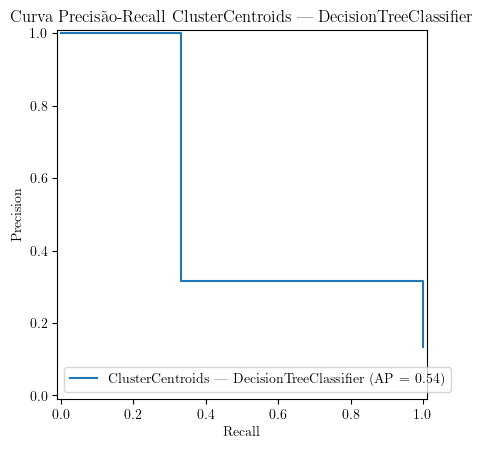 Curva Precisão-Recall ClusterCentroids — DecisionTreeClassifier
1.0
0.8
0.6
0.4
0.2
0.0
Precision
ClusterCentroids — DecisionTreeClassifier (AP = 0.54)
0.0 0.2 0.4 0.6 0.8 1.0
Recall